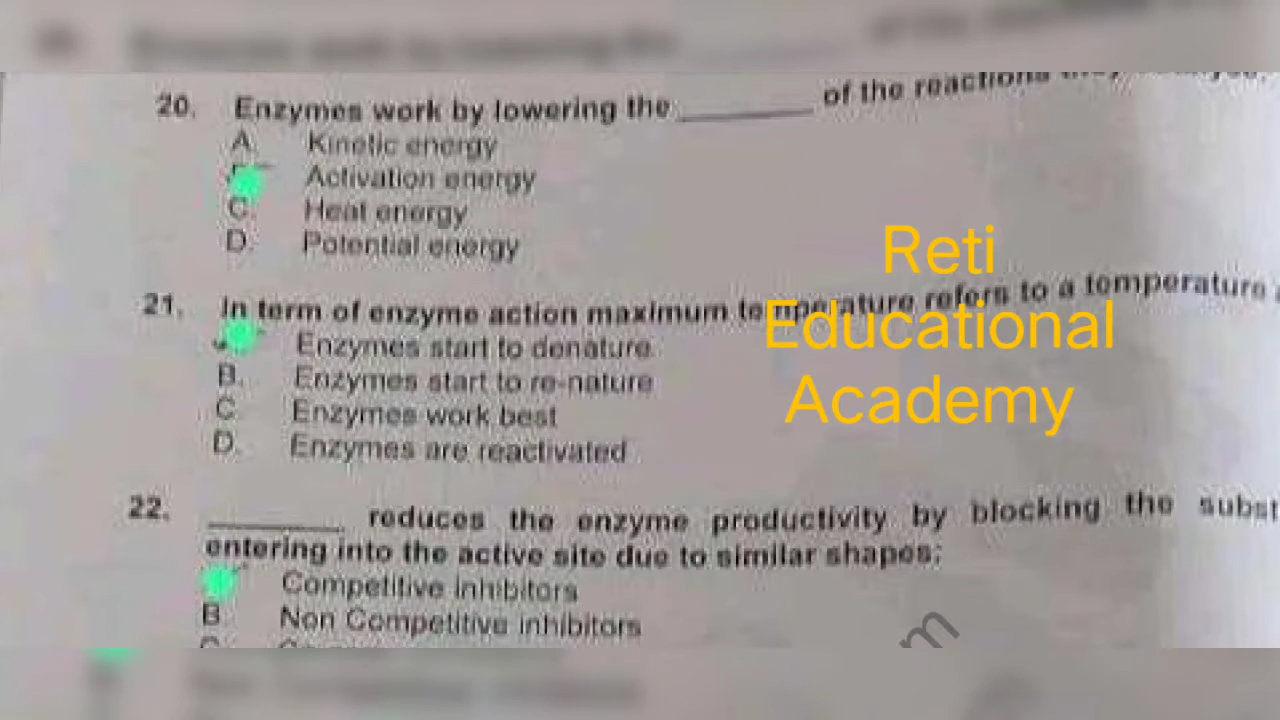 20. Enzymes work by lowering the ________ of the reactions
A. Kinetic energy
Activation energy
C. Heat energy
D. Potential energy
Reti
Educational
Academy
21. In term of enzyme action maximum temperature refers to a temperature
Enzymes start to denature
B. Enzymes start to re-nature
C. Enzymes work best
D. Enzymes are reactivated
22. ________ reduces the enzyme productivity by blocking the subst
entering into the active site due to similar shapes:
Competitive inhibitors
B Non Competitive inhibitors
m